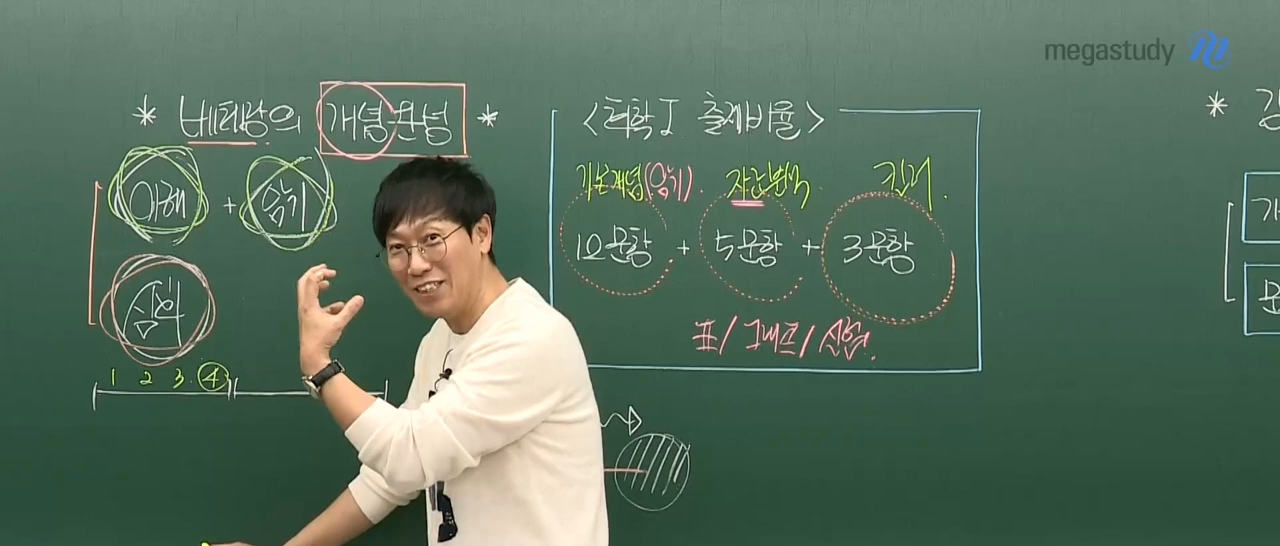 megastudy
* 베테랑의 개념완성 *
이해 + 암기
심화
1 2 3. ④
<화학I 출제비율>
기본개념(암기). 자료분석. 킬러.
12문항 + 5문항 + 3문항
표/그래프/실험.
*